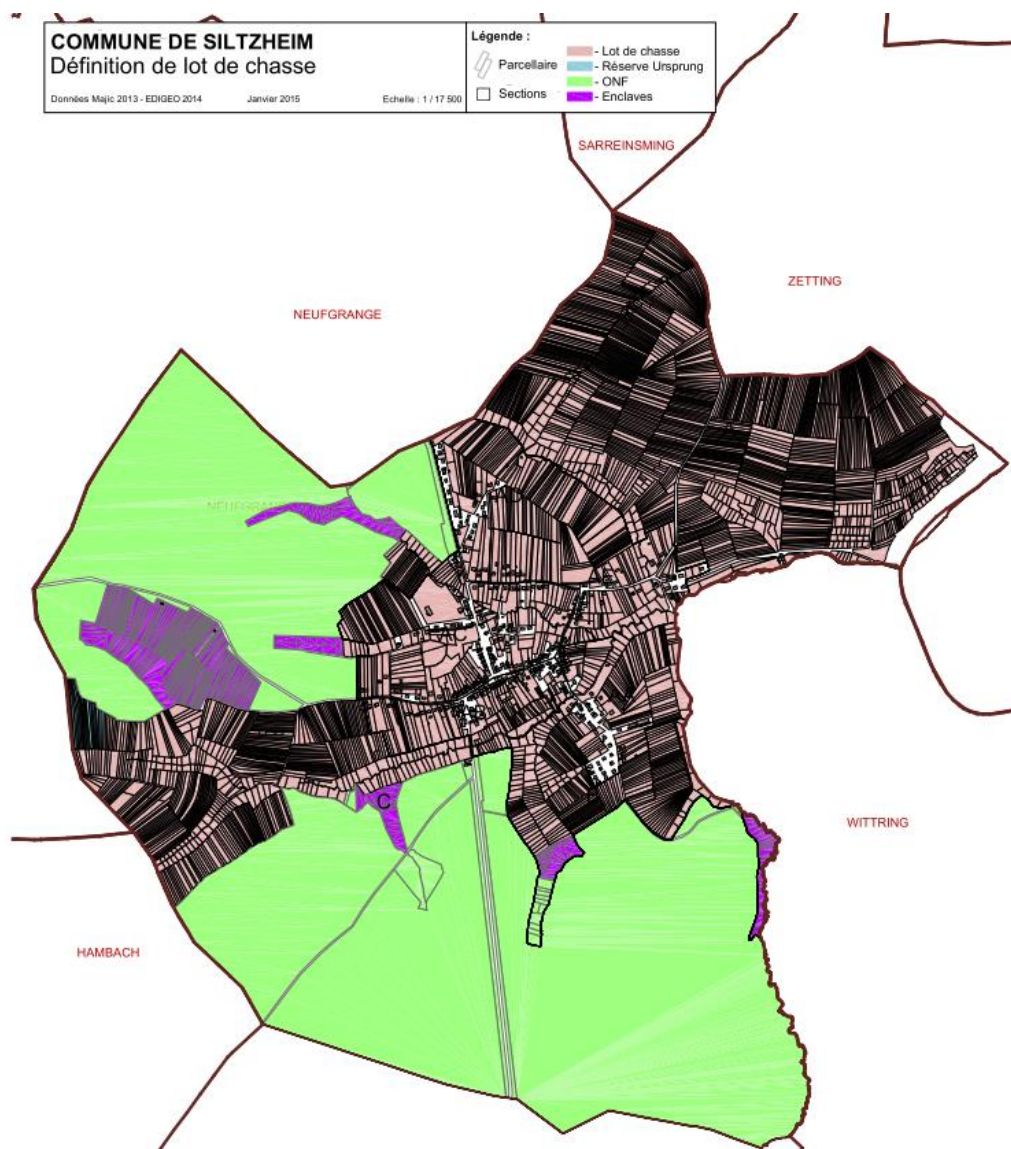 COMMUNE DE SILTZHEIM
Définition de lot de chasse
Données Majic 2013 - EDIGEO 2014 Janvier 2015 Echelle : 1 / 17 500
Légende :
Parcellaire
Sections
- Lot de chasse
- Réserve Ursprung
- ONF
- Enclaves
SARREINSMING
ZETTING
NEUFGRANGE
C
WITTRING
HAMBACH